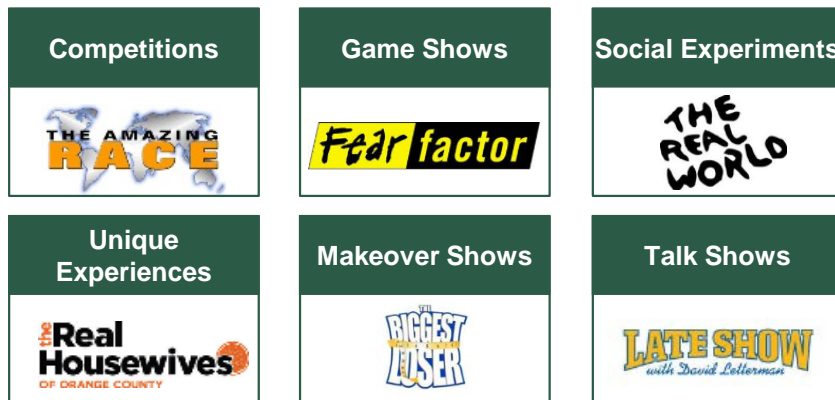 Competitions
Game Shows
Social Experiments
THE AMAZING
RACE
Fear factor
THE
REAL
WORLD
Unique
Experiences
Makeover Shows
Talk Shows
the Real
Housewives
OF ORANGE COUNTY
THE
BIGGEST
LOSER
LATE SHOW
with David Letterman